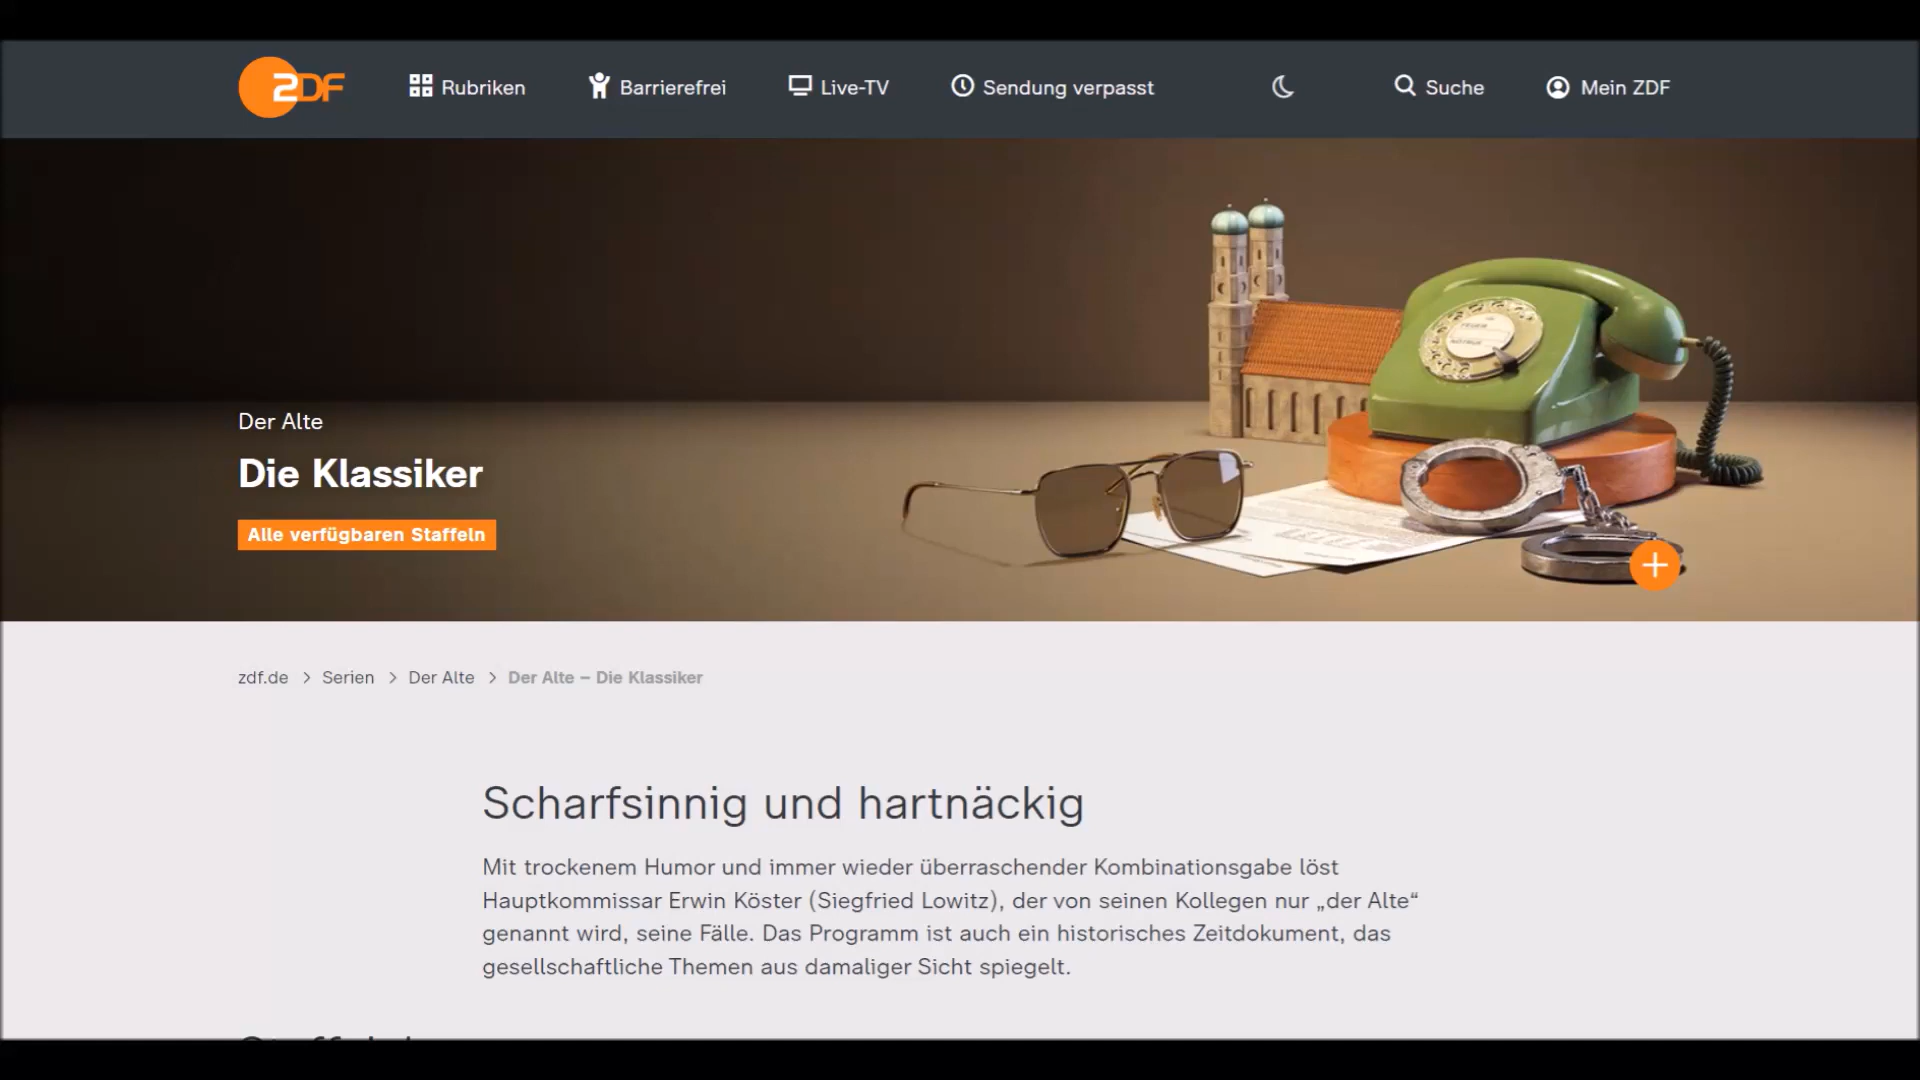 ZDF
Rubriken
Barrierefrei
Live-TV
Sendung verpasst
Suche
Mein ZDF
FEUER
NOTRUF
Der Alte
Die Klassiker
Alle verfügbaren Staffeln
zdf.de > Serien > Der Alte > Der Alte – Die Klassiker
Scharfsinnig und hartnäckig
Mit trockenem Humor und immer wieder überraschender Kombinationsgabe löst
Hauptkommissar Erwin Köster (Siegfried Lowitz), der von seinen Kollegen nur „der Alte“
genannt wird, seine Fälle. Das Programm ist auch ein historisches Zeitdokument, das
gesellschaftliche Themen aus damaliger Sicht spiegelt.